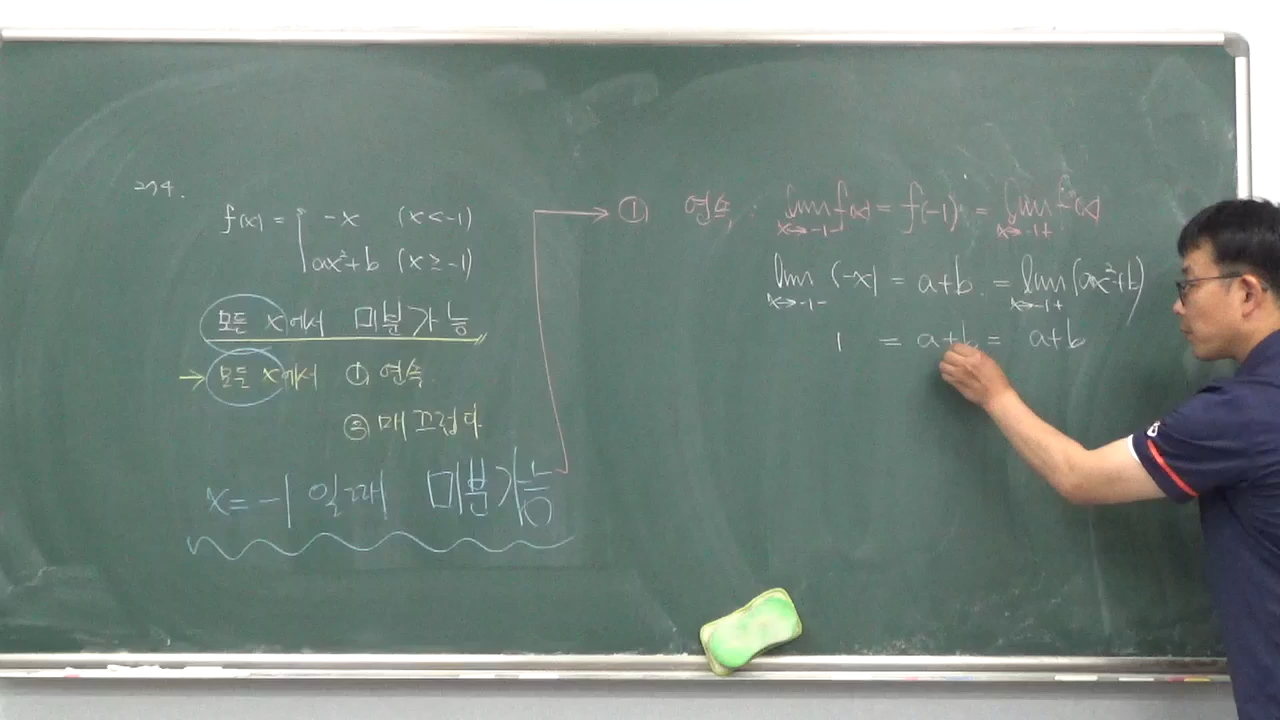 274.
f(x) = { -x (x < -1)
ax²+b (x ≥ -1)
모든 x에서 미분가능
→ 모든 x에서 ① 연속.
② 매끄럽다
x = -1 일때 미분가능
① 연속, lim x→-1- f(x) = f(-1) = lim x→-1+ f(x)
lim x→-1- (-x) = a+b = lim x→-1+ (ax²+b)
1 = a+b = a+b